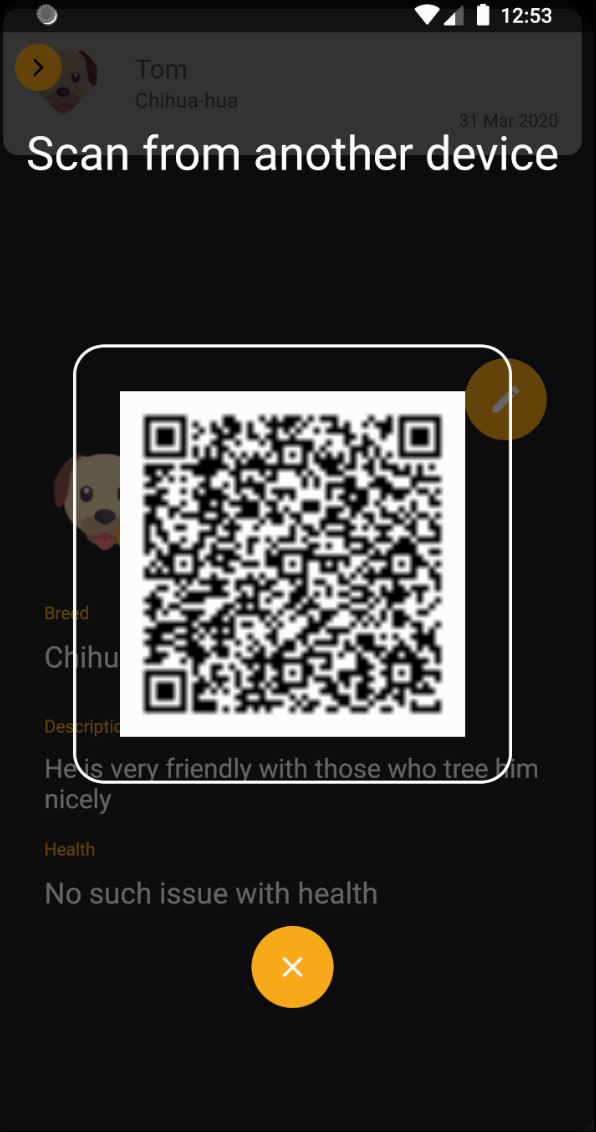 12:53
Tom
Chihua-hua
31 Mar 2020
Scan from another device
Breed
Chihu
Descriptio
He is very friendly with those who tree him
nicely
Health
No such issue with health